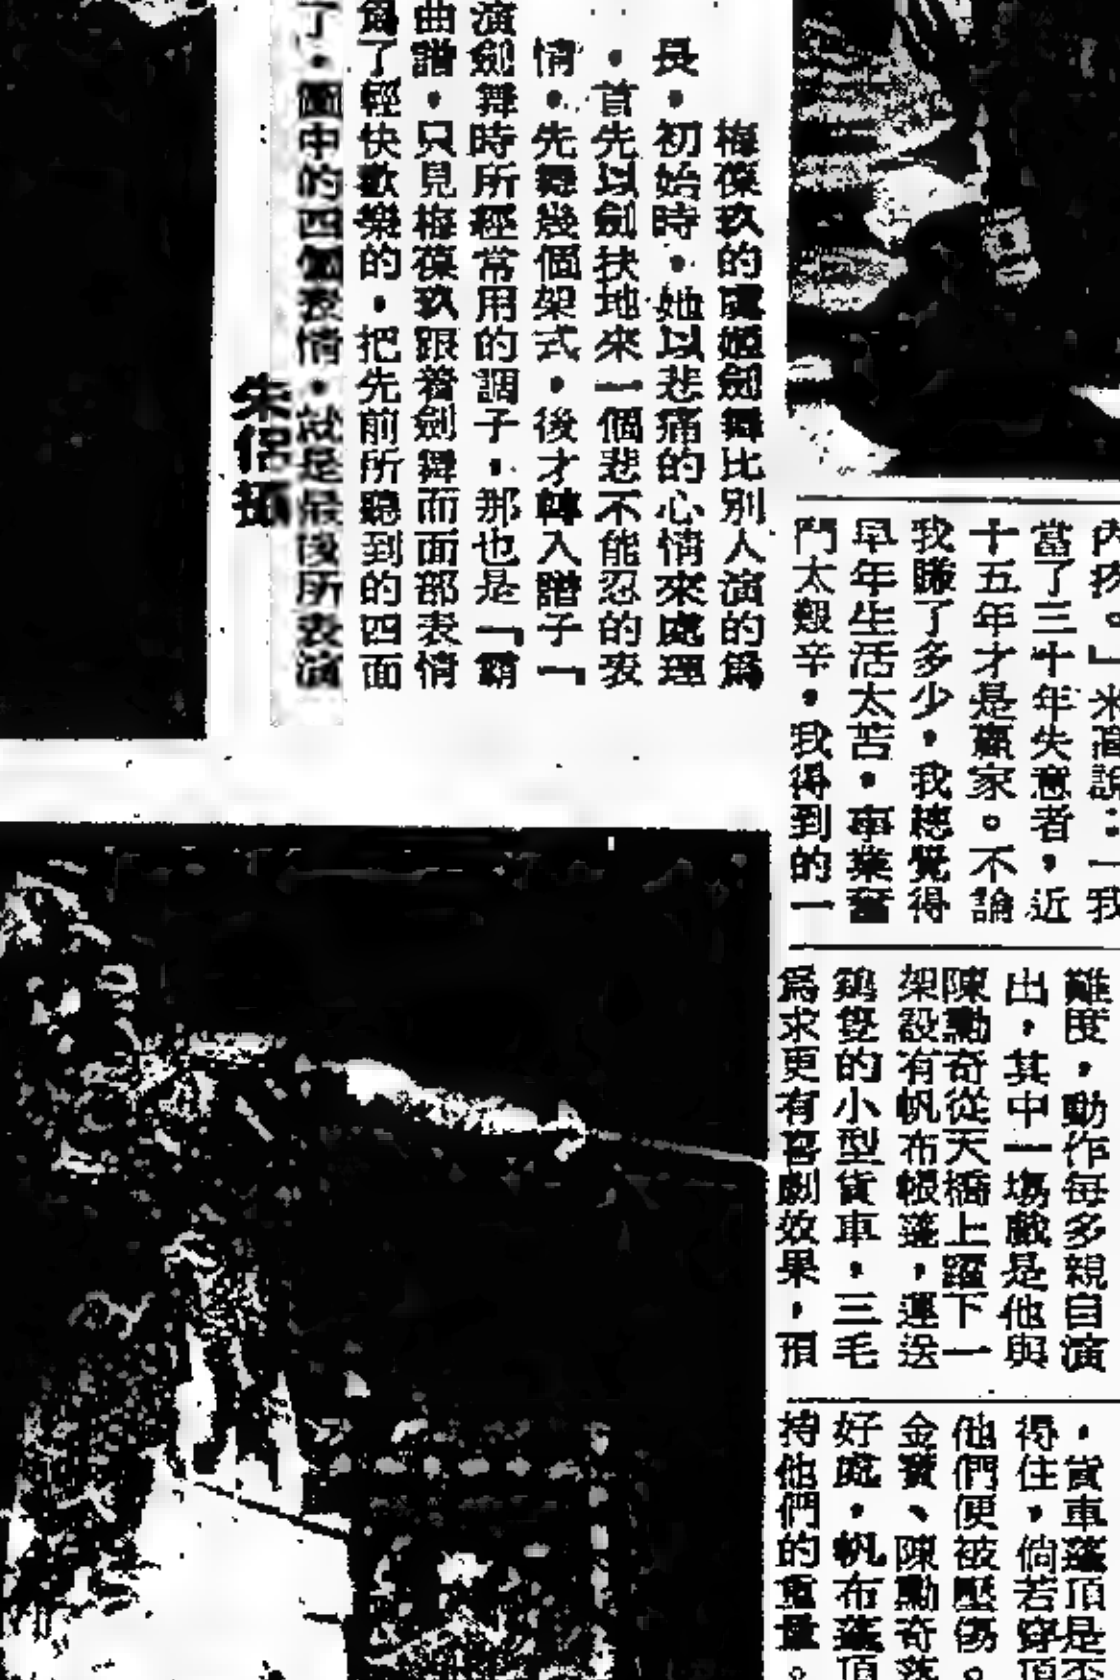 梅葆玖的虞姬劍舞比別人演的為
長。初始時，她以悲痛的心情來處理
。首先以劍扶地來一個悲不能忍的表
情。先舞幾個架式，後才轉入譜子「
演劍舞時所經常用的調子，那也是「霸
曲譜。只見梅葆玖跟着劍舞而面部表情
為了輕快歡樂的，把先前所聽到的四面
了。圖中的四個表情，就是最後所表演
朱侶攝
內疚。」米高說：「我
當了三十年失意者，近
十五年才是贏家。不論
我賺了多少，我總覺得
早年生活太苦。事業奮
鬥太艱辛，我得到的一
難度，動作每多親自演
出，其中一場戲是他與
陳勳奇從天橋上躍下一
架設有帆布帳蓬，運送
鷄隻的小型貨車，三毛
為求更有喜劇效果，預
，貨車蓬頂是否
得住，倘若穿頂
他們便被壓傷。
金寶、陳勳奇落
好處，帆布蓬頂
持他們的重量。